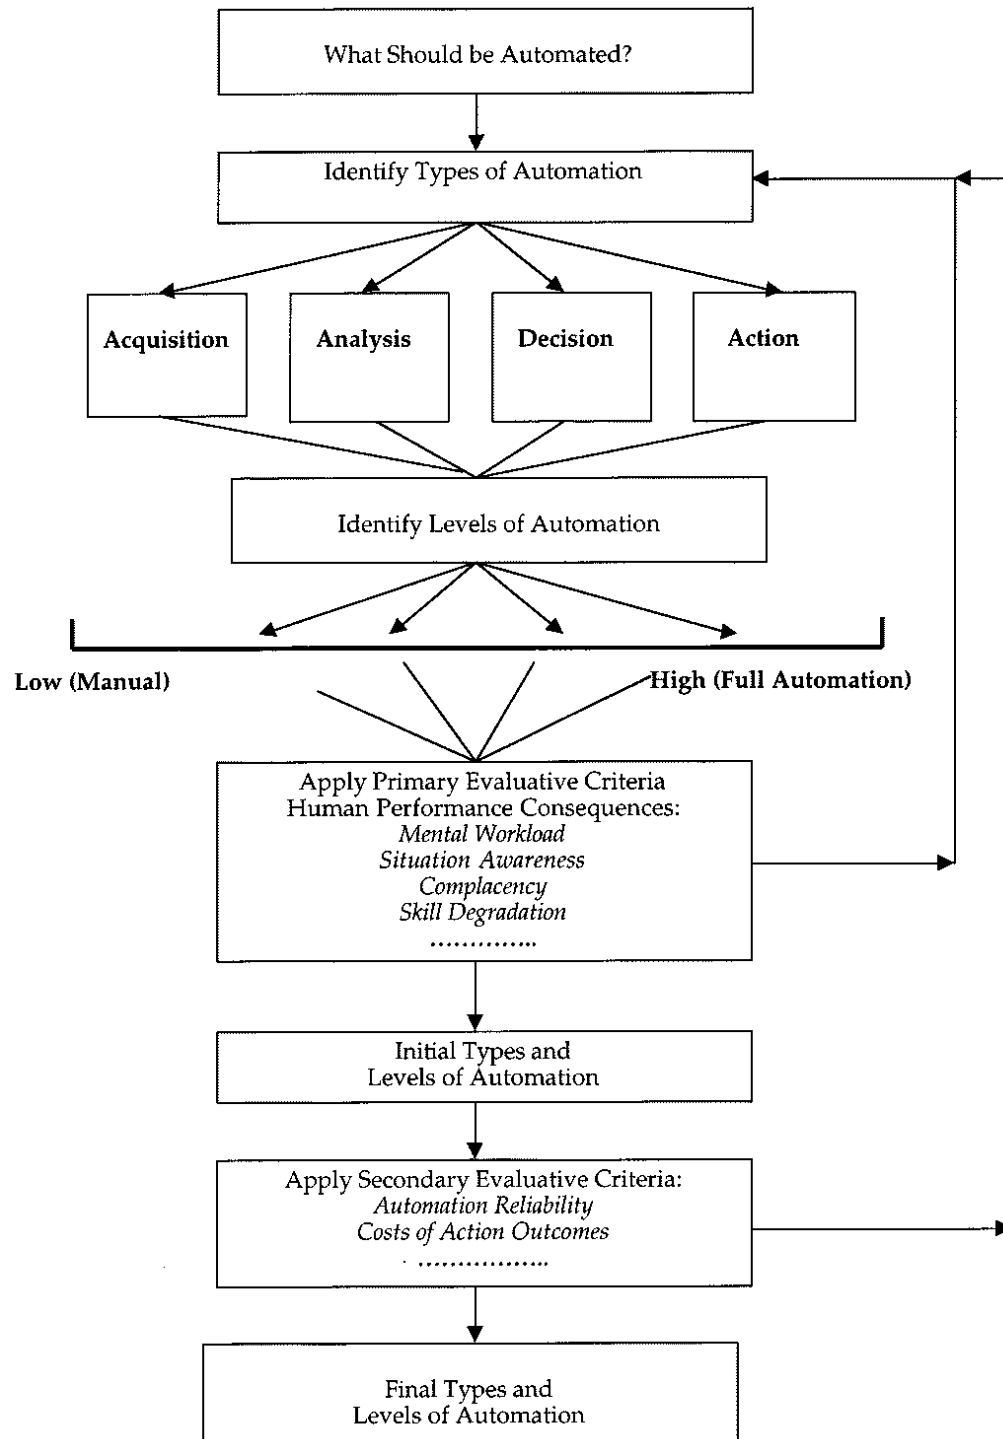 What Should be Automated?
Identify Types of Automation
Acquisition
Analysis
Decision
Action
Identify Levels of Automation
Low (Manual)
High (Full Automation)
Apply Primary Evaluative Criteria
Human Performance Consequences:
Mental Workload
Situation Awareness
Complacency
Skill Degradation
..............
Initial Types and
Levels of Automation
Apply Secondary Evaluative Criteria:
Automation Reliability
Costs of Action Outcomes
.................
Final Types and
Levels of Automation